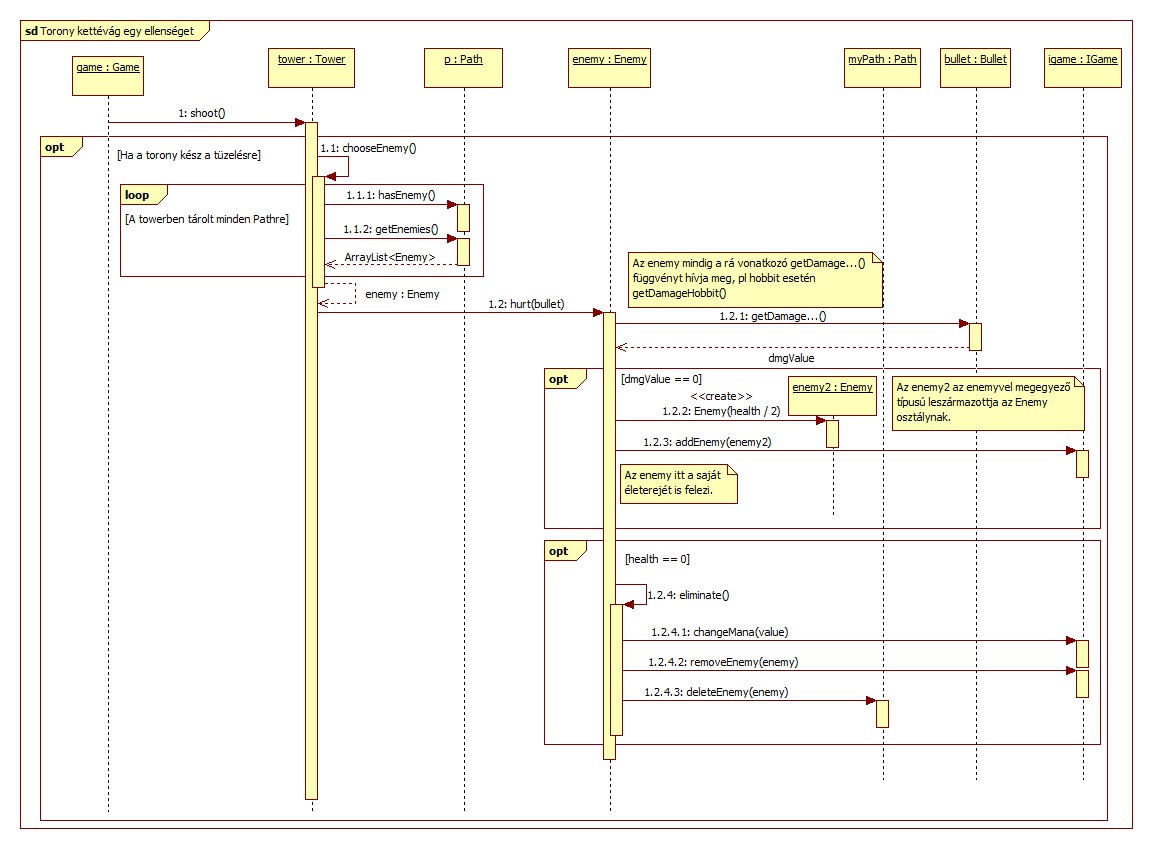 sd Torony kettévág egy ellenséget
game : Game
tower : Tower
p : Path
enemy : Enemy
myPath : Path
bullet : Bullet
igame : IGame
1: shoot()
opt
[Ha a torony kész a tüzelésre]
1.1: chooseEnemy()
loop
[A towerben tárolt minden Pathre]
1.1.1: hasEnemy()
1.1.2: getEnemies()
ArrayList<Enemy>
enemy : Enemy
Az enemy mindig a rá vonatkozó getDamage...()
függvényt hívja meg, pl hobbit esetén
getDamageHobbit()
1.2: hurt(bullet)
1.2.1: getDamage...()
dmgValue
opt
[dmgValue == 0]
<<create>>
1.2.2: Enemy(health / 2)
enemy2 : Enemy
Az enemy2 az enemyvel megegyező
típusú leszármazottja az Enemy
osztálynak.
1.2.3: addEnemy(enemy2)
Az enemy itt a saját
életerejét is felezi.
opt
[health == 0]
1.2.4: eliminate()
1.2.4.1: changeMana(value)
1.2.4.2: removeEnemy(enemy)
1.2.4.3: deleteEnemy(enemy)